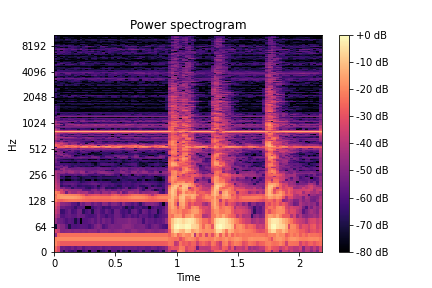 Power spectrogram
8192
4096
2048
1024
512
256
128
64
0
Hz
0 0.5 1 1.5 2
Time
+0 dB
-10 dB
-20 dB
-30 dB
-40 dB
-50 dB
-60 dB
-70 dB
-80 dB